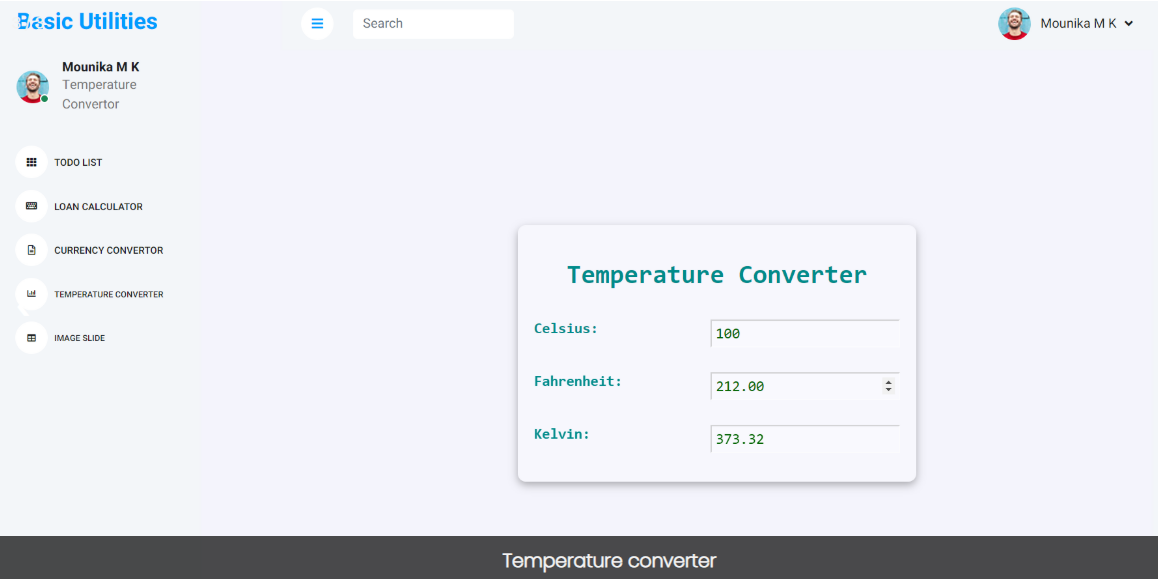 Basic Utilities
Search
Mounika M K
Mounika M K
Temperature
Convertor
TODO LIST
LOAN CALCULATOR
CURRENCY CONVERTOR
TEMPERATURE CONVERTER
IMAGE SLIDE
Temperature Converter
Celsius: 100
Fahrenheit: 212.00
Kelvin: 373.32
Temperature converter